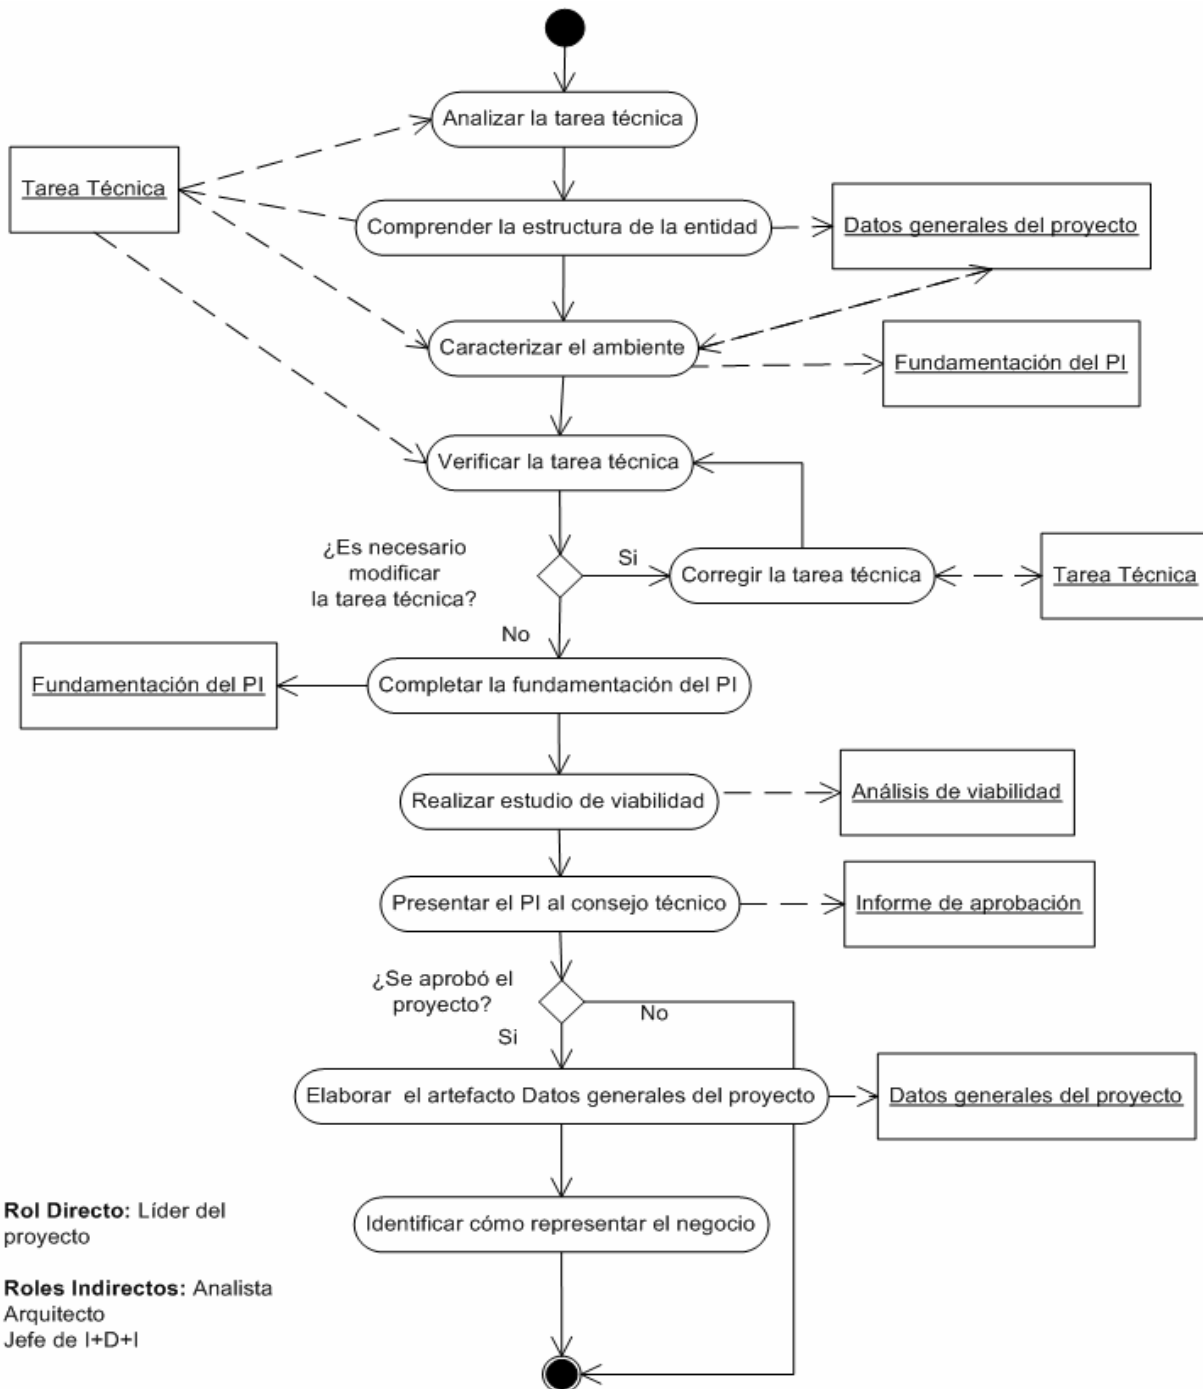 Analizar la tarea técnica
Tarea Técnica
Comprender la estructura de la entidad
Datos generales del proyecto
Caracterizar el ambiente
Fundamentación del PI
Verificar la tarea técnica
¿Es necesario
modificar
la tarea técnica?
Si
Corregir la tarea técnica
Tarea Técnica
No
Fundamentación del PI
Completar la fundamentación del PI
Realizar estudio de viabilidad
Análisis de viabilidad
Presentar el PI al consejo técnico
Informe de aprobación
¿Se aprobó el
proyecto?
No
Si
Elaborar  el artefacto Datos generales del proyecto
Datos generales del proyecto
Identificar cómo representar el negocio
Rol Directo: Líder del
proyecto
Roles Indirectos: Analista
Arquitecto
Jefe de I+D+I